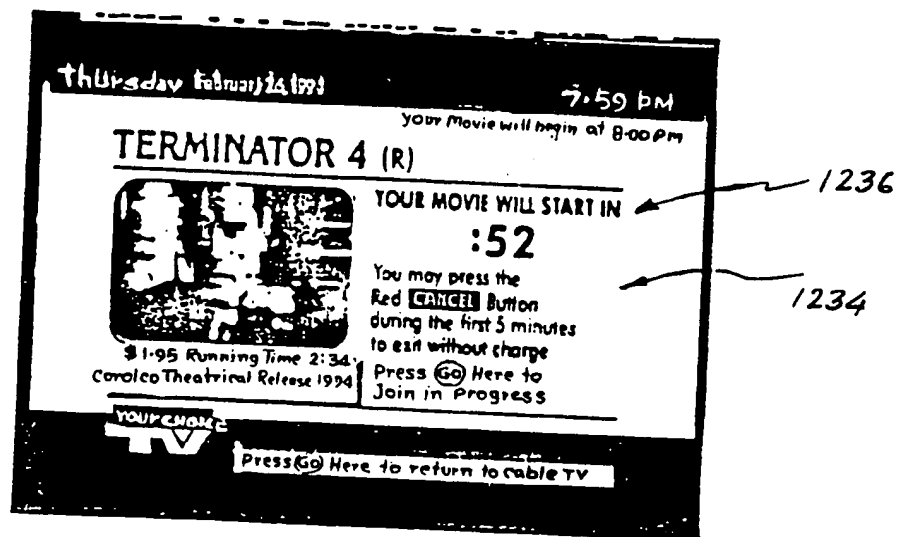 Thursday February 24, 1994
7:59 PM
Your Movie will begin at 8:00 PM
TERMINATOR 4 (R)
YOUR MOVIE WILL START IN
:52
You may press the
Red CANCEL Button
during the first 5 minutes
to exit without charge
$1.95 Running Time 2:34
Corolco Theatrical Release 1994
Press GO Here to
Join in Progress
YOUR CHOICE
TV
Press GO Here to return to cable TV
1236
1234